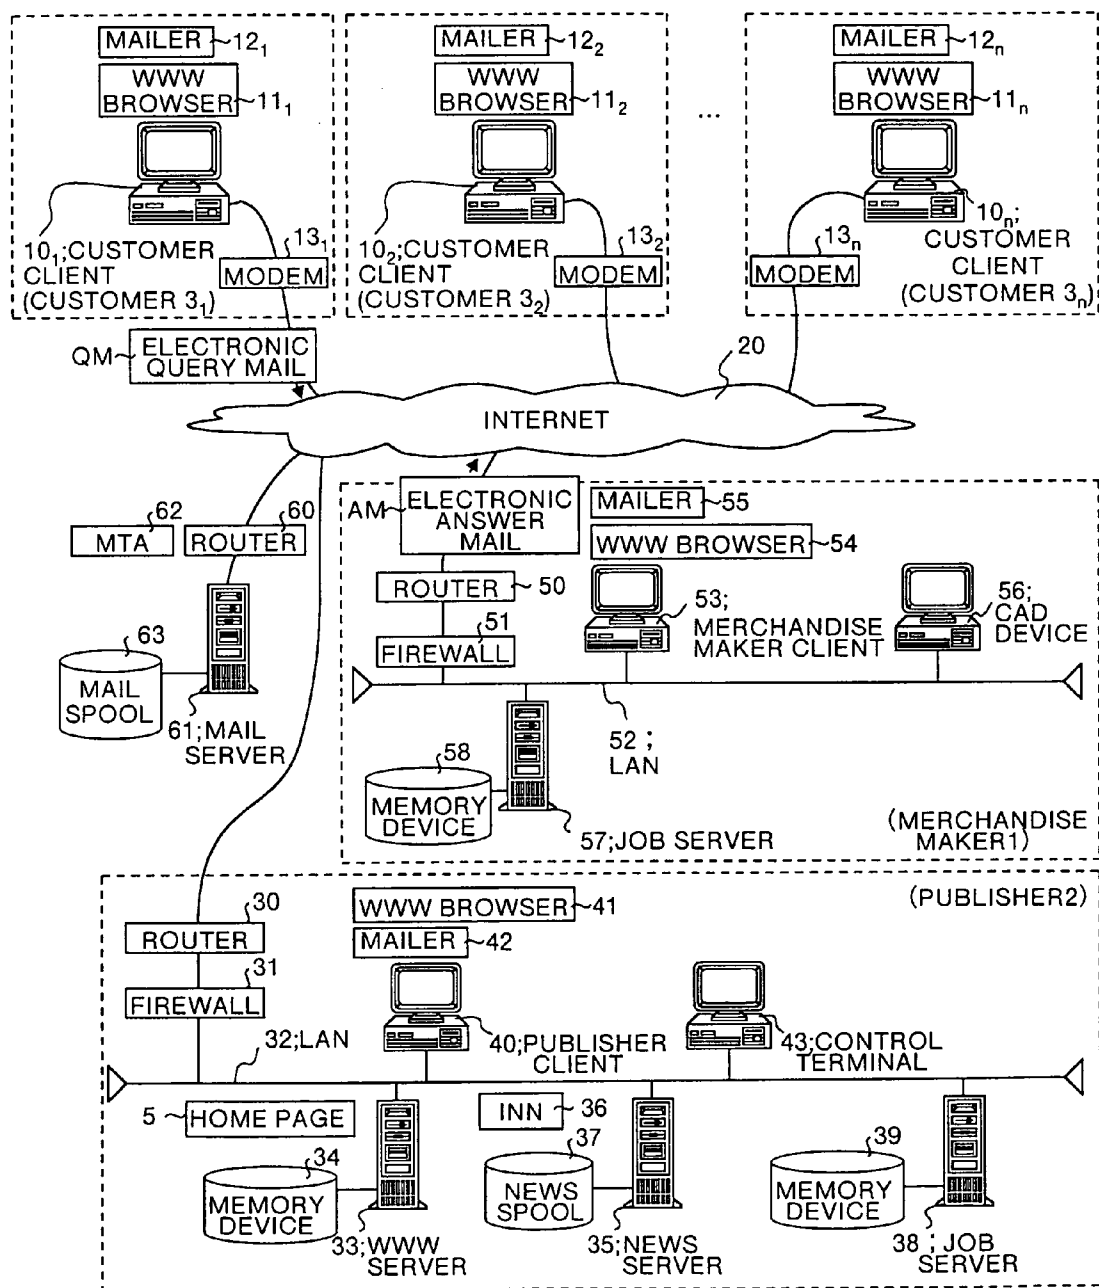 MAILER 12₁
WWW
BROWSER 11₁
10₁;CUSTOMER
CLIENT
(CUSTOMER 3₁)
13₁
MODEM
MAILER 12₂
WWW
BROWSER 11₂
10₂;CUSTOMER
CLIENT
(CUSTOMER 3₂)
13₂
MODEM
...
MAILER 12ₙ
WWW
BROWSER 11ₙ
10ₙ;
CUSTOMER
CLIENT
(CUSTOMER 3ₙ)
13ₙ
MODEM
QM ELECTRONIC
QUERY MAIL
20
INTERNET
62
MTA
60
ROUTER
63
MAIL
SPOOL
61;MAIL
SERVER
AM ELECTRONIC
ANSWER
MAIL
MAILER 55
WWW BROWSER 54
ROUTER 50
51
FIREWALL
53;
MERCHANDISE
MAKER CLIENT
56;
CAD
DEVICE
52;
LAN
58
MEMORY
DEVICE
57;JOB SERVER
(MERCHANDISE
MAKER1)
(PUBLISHER2)
30
ROUTER
31
FIREWALL
WWW BROWSER 41
MAILER 42
40;PUBLISHER
CLIENT
43;CONTROL
TERMINAL
32;LAN
5 HOME PAGE
34
MEMORY
DEVICE
33;WWW
SERVER
INN 36
37
NEWS
SPOOL
35;NEWS
SERVER
39
MEMORY
DEVICE
38;JOB
SERVER